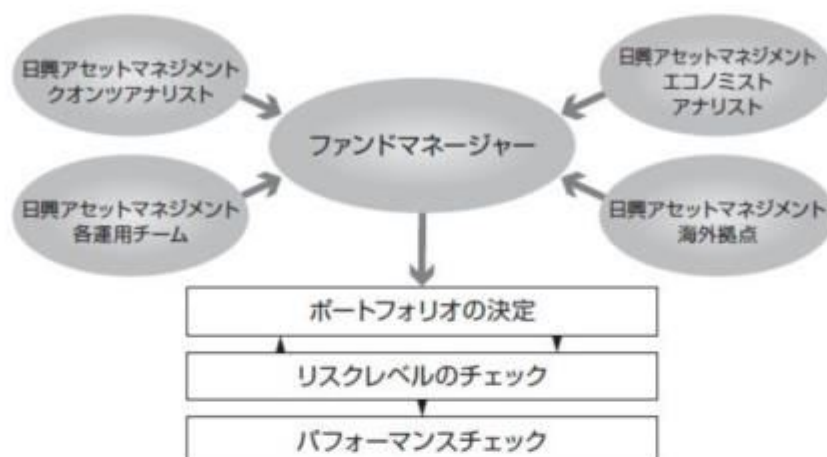 日興アセットマネジメント
クオンツアナリスト
日興アセットマネジメント
エコノミスト
アナリスト
ファンドマネージャー
日興アセットマネジメント
各運用チーム
日興アセットマネジメント
海外拠点
ポートフォリオの決定
リスクレベルのチェック
パフォーマンスチェック